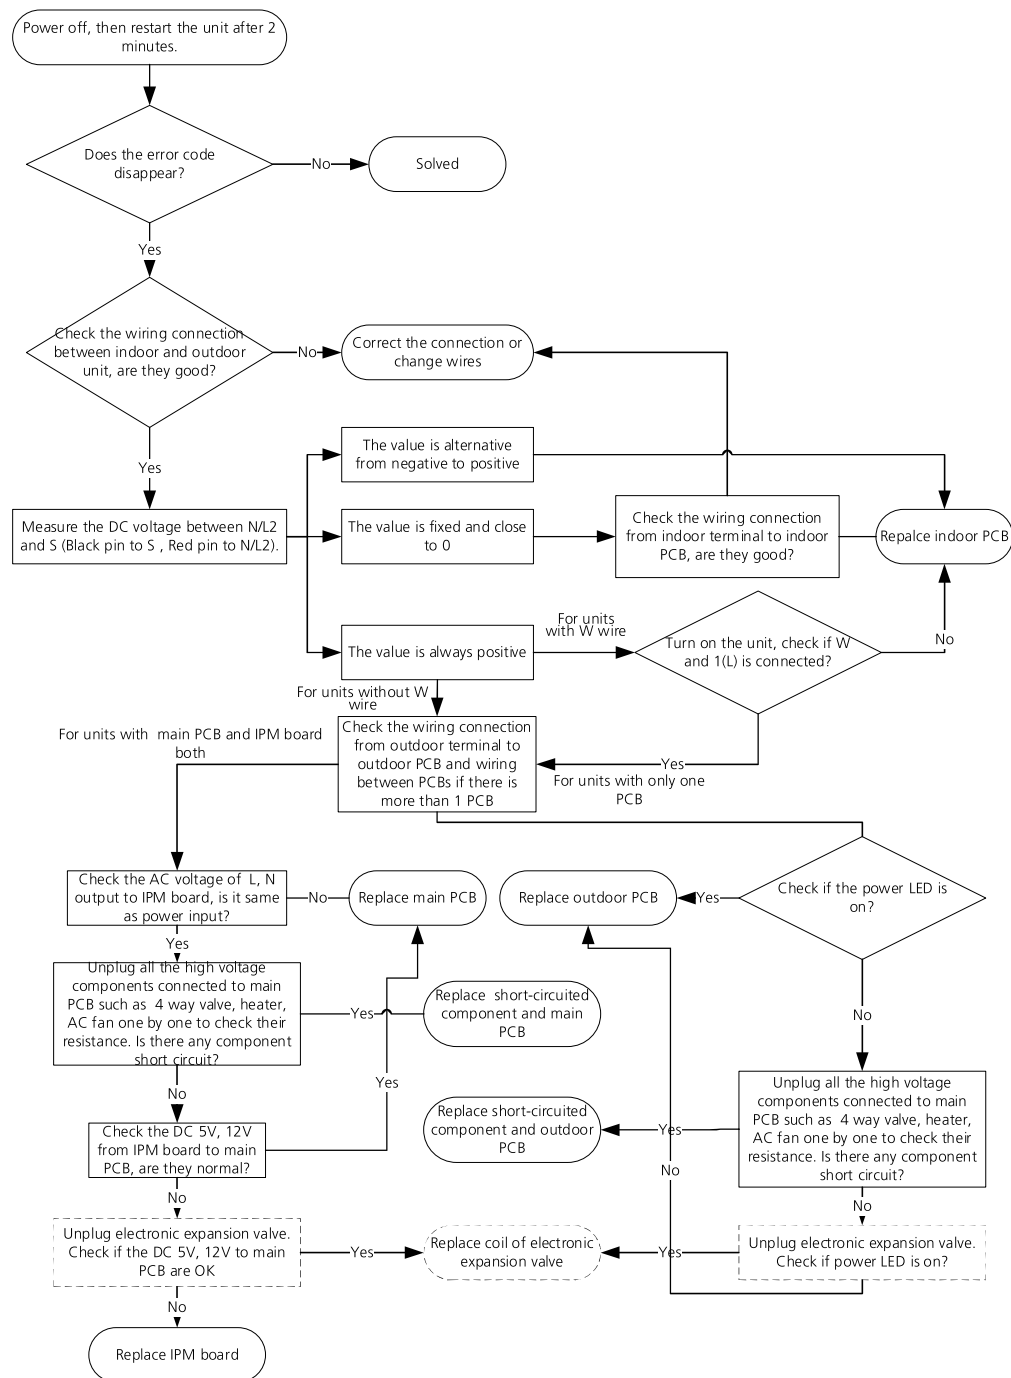 Power off, then restart the unit after 2
minutes.
Does the error code
disappear?
No
Solved
Yes
Check the wiring connection
between indoor and outdoor
unit, are they good?
No
Correct the connection or
change wires
Yes
The value is alternative
from negative to positive
Measure the DC voltage between N/L2
and S (Black pin to S , Red pin to N/L2).
The value is fixed and close
to 0
Check the wiring connection
from indoor terminal to indoor
PCB, are they good?
Repalce indoor PCB
The value is always positive
For units
with W wire
Turn on the unit, check if W
and 1(L) is connected?
No
For units without W
wire
For units with  main PCB and IPM board
both
Check the wiring connection
from outdoor terminal to
outdoor PCB and wiring
between PCBs if there is
more than 1 PCB
Yes
For units with only one
PCB
Check the AC voltage of  L, N
output to IPM board, is it same
as power input?
No
Replace main PCB
Replace outdoor PCB
Yes
Check if the power LED is
on?
Yes
Unplug all the high voltage
components connected to main
PCB such as  4 way valve, heater,
AC fan one by one to check their
resistance. Is there any component
short circuit?
Yes
Replace  short-circuited
component and main
PCB
No
Yes
No
Check the DC 5V, 12V
from IPM board to main
PCB, are they normal?
Replace short-circuited
component and outdoor
PCB
Yes
Unplug all the high voltage
components connected to main
PCB such as  4 way valve, heater,
AC fan one by one to check their
resistance. Is there any component
short circuit?
No
No
No
Unplug electronic expansion valve.
Check if the DC 5V, 12V to main
PCB are OK
Yes
Replace coil of electronic
expansion valve
Yes
Unplug electronic expansion valve.
Check if power LED is on?
No
Replace IPM board